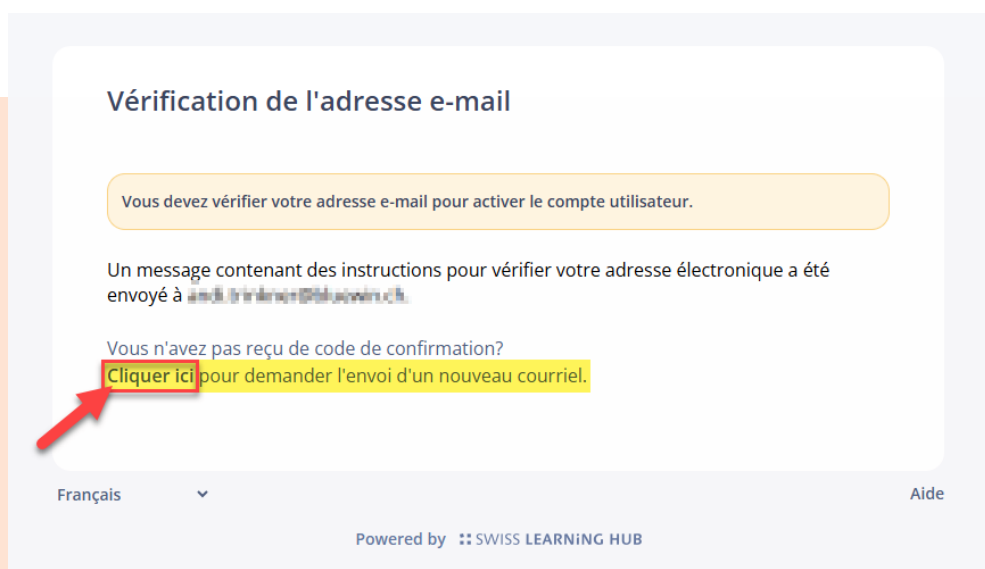 Vérification de l'adresse e-mail
Vous devez vérifier votre adresse e-mail pour activer le compte utilisateur.
Un message contenant des instructions pour vérifier votre adresse électronique a été
envoyé à
Vous n'avez pas reçu de code de confirmation?
Cliquer ici pour demander l'envoi d'un nouveau courriel.
Français
Aide
Powered by SWISS LEARNiNG HUB